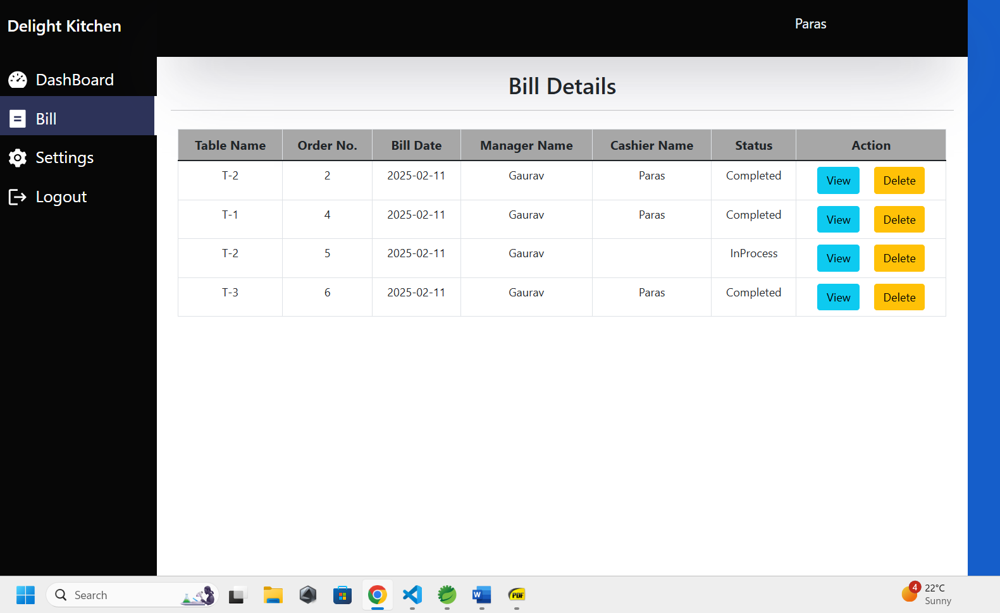 Delight Kitchen
Paras
DashBoard
Bill
Settings
Logout
Bill Details
Table Name Order No. Bill Date Manager Name Cashier Name Status Action
T-2 2 2025-02-11 Gaurav Paras Completed View Delete
T-1 4 2025-02-11 Gaurav Paras Completed View Delete
T-2 5 2025-02-11 Gaurav InProcess View Delete
T-3 6 2025-02-11 Gaurav Paras Completed View Delete
Search
W
PDF
4
22°C
Sunny